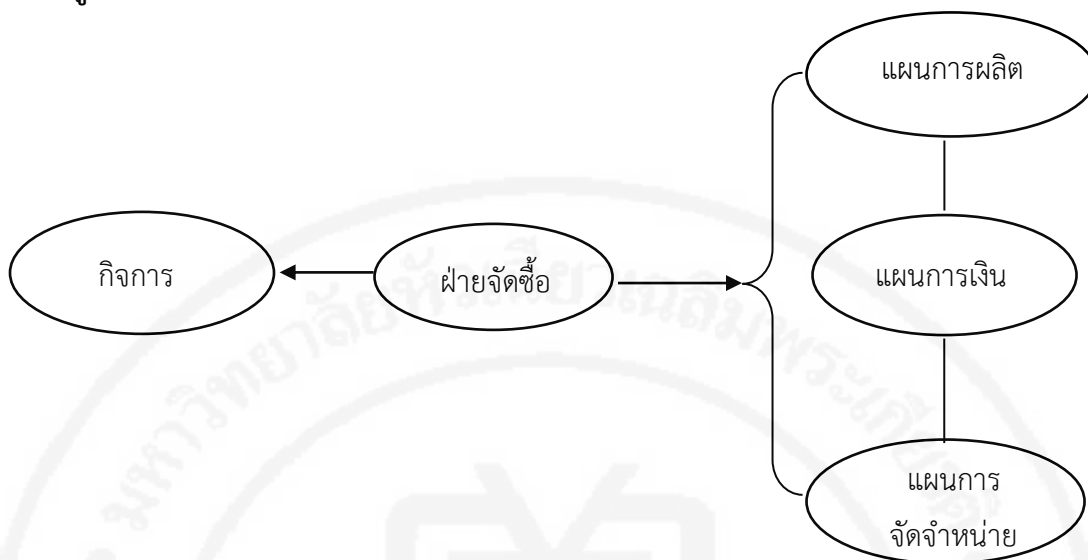 แผนการผลิต
กิจการ
ฝ่ายจัดซื้อ
แผนการเงิน
แผนการ
จัดจำหน่าย